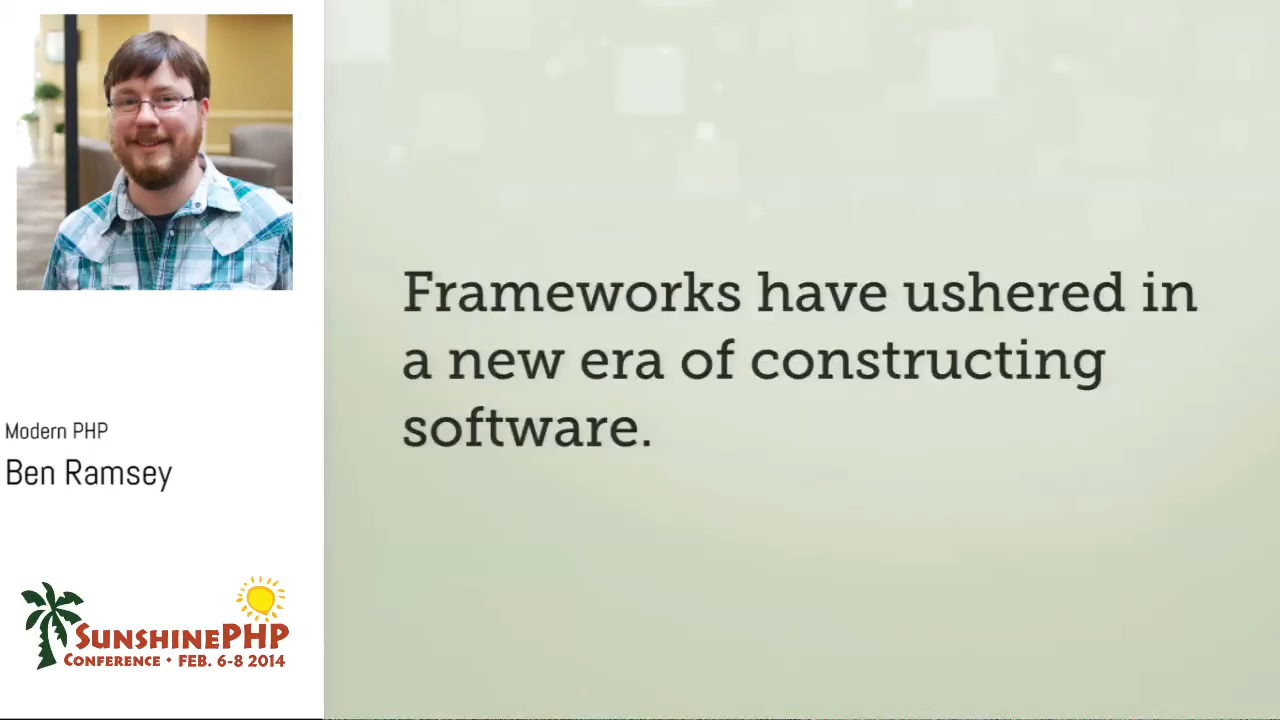 Frameworks have ushered in
a new era of constructing
software.
Modern PHP
Ben Ramsey
SUNSHINEPHP
CONFERENCE • FEB. 6-8 2014